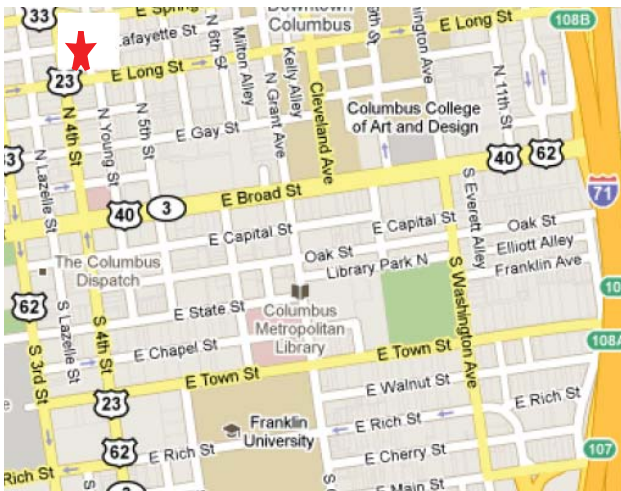 33
E Spring
N 6th St
Downtown
Columbus
E Long St
108B
Lafayette St
Milton Alley
Kelly Alley
N 11th St
23
E Long St
N Grant Ave
Cleveland Ave
Columbus College
of Art and Design
N 4th St
N Young St
N 5th St
E Gay St
33
N Lazelle St
40
62
E Broad St
71
40
3
S Everett Alley
E Capital St
E Capital St
Oak St
Oak St
Elliott Alley
Library Park N
Franklin Ave
The Columbus
Dispatch
S Washington Ave
62
S Lazelle St
E State St
Columbus
Metropolitan
Library
S 4th St
108A
S 3rd St
E Chapel St
E Town St
E Town St
E Walnut St
23
E Rich St
Franklin
University
E Rich St
62
E Rich St
E Cherry St
107
Rich St
3
E Main St